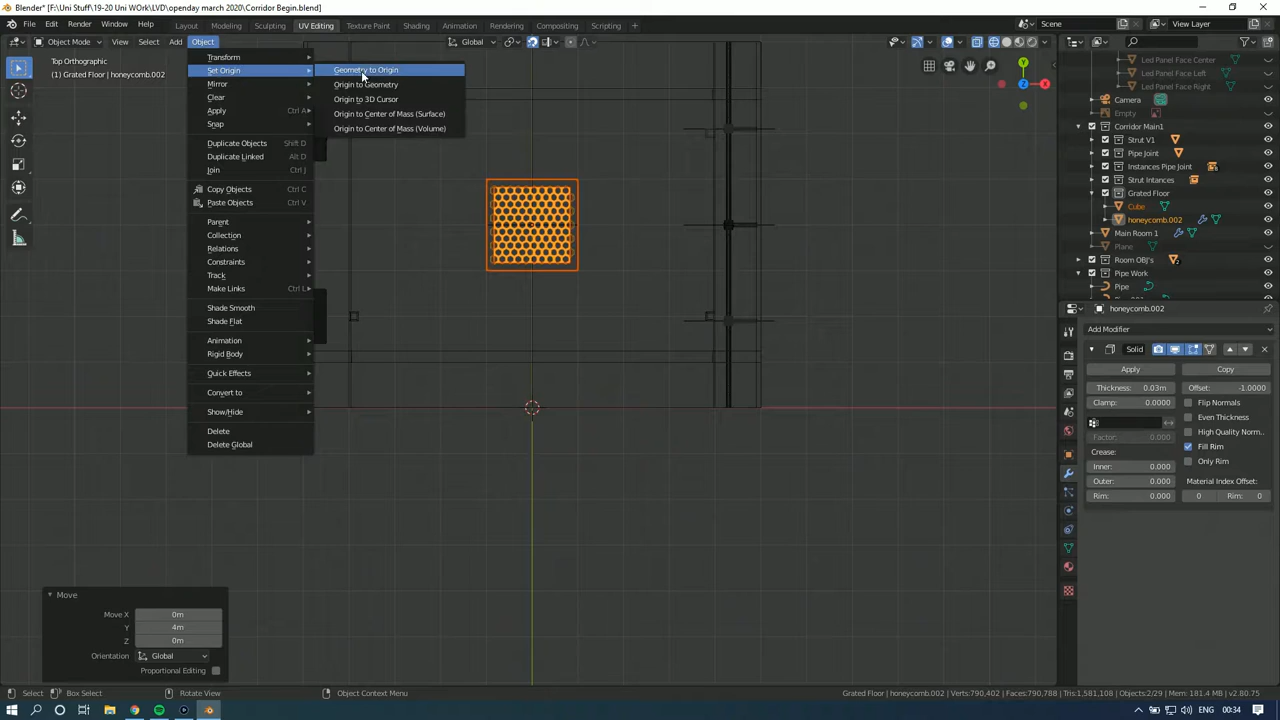 Blender* [F:\Uni Stuff\19-20 Uni WOrk\LVD\openday march 2020\Corridor Begin.blend]
File Edit Render Window Help Layout Modeling Sculpting UV Editing Texture Paint Shading Animation Rendering Compositing Scripting Scene View Layer
Object Mode View Select Add Object Global
Top Orthographic
(1) Grated Floor | honeycomb.002
Transform
Set Origin
Mirror
Clear
Apply Ctrl A
Snap
Duplicate Objects Shift D
Duplicate Linked Alt D
Join Ctrl J
Copy Objects Ctrl C
Paste Objects Ctrl V
Parent
Collection
Relations
Constraints
Track
Make Links Ctrl L
Shade Smooth
Shade Flat
Animation
Rigid Body
Quick Effects
Convert to
Show/Hide
Delete
Delete Global
Geometry to Origin
Origin to Geometry
Origin to 3D Cursor
Origin to Center of Mass (Surface)
Origin to Center of Mass (Volume)
Y
X
Z
Led Panel Face Center
Led Panel Face Left
Led Panel Face Right
Camera
Empty
Corridor Main1
Strut V1
Pipe Joint
Instances Pipe Joint
Strut Intances
Grated Floor
Cube
honeycomb.002
Main Room 1
Plane
Room OBJ's
Pipe Work
Pipe
honeycomb.002
Add Modifier
Solid
Apply Copy
Thickness: 0.03m Offset: -1.0000
Clamp: 0.0000 Flip Normals
Even Thickness
High Quality Norm..
Factor: 0.000 Fill Rim
Crease: Only Rim
Inner: 0.000
Outer: 0.000 Material Index Offset:
Rim: 0.000 0 Rim: 0
Move
Move X 0m
Y 4m
Z 0m
Orientation Global
Proportional Editing
Select Box Select Rotate View Object Context Menu Grated Floor | honeycomb.002 | Verts:790,402 | Faces:790,788 | Tris:1,581,108 | Objects:2/29 | Mem: 181.4 MB | v2.80.75
ENG 00:34